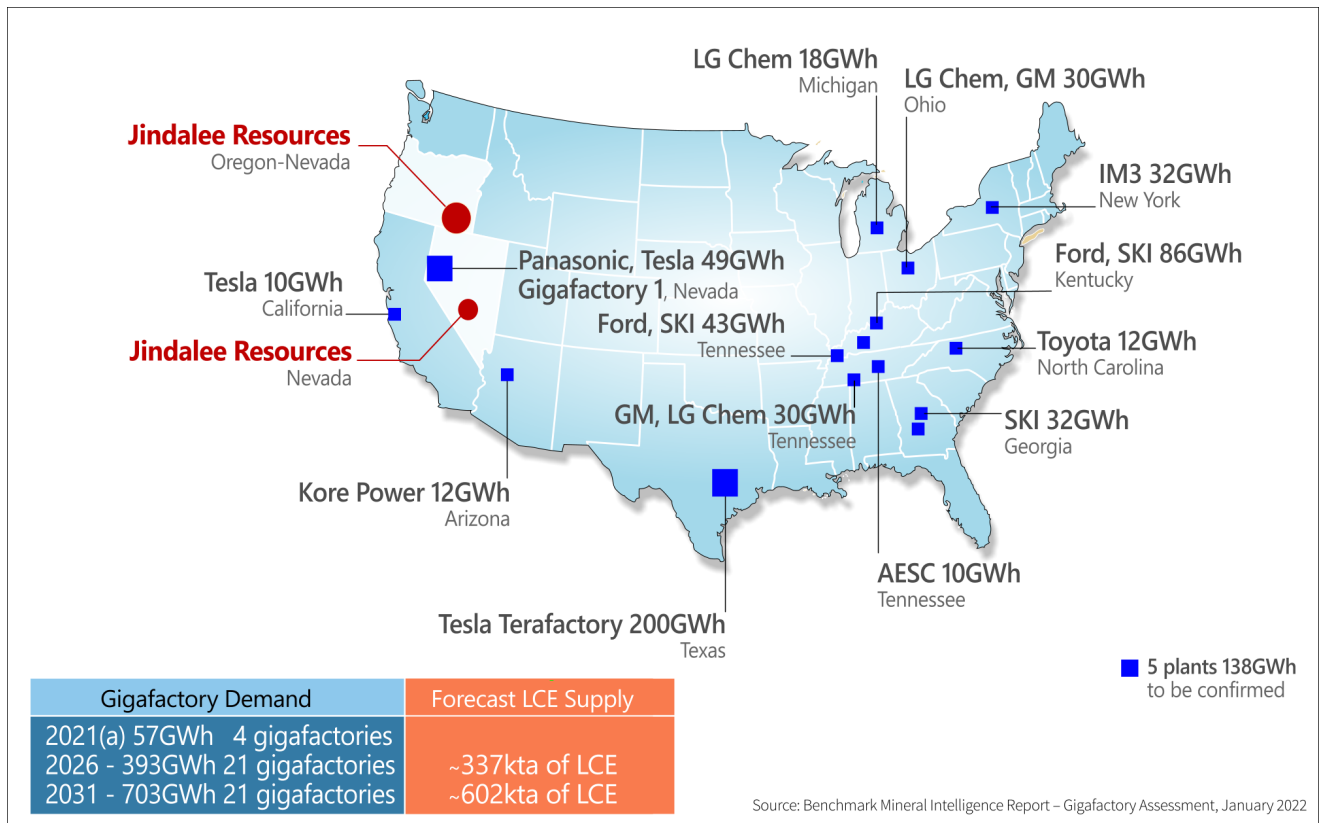 LG Chem 18GWh
Michigan
LG Chem, GM 30GWh
Ohio
Jindalee Resources
Oregon-Nevada
IM3 32GWh
New York
Panasonic, Tesla 49GWh
Gigafactory 1, Nevada
Ford, SKI 86GWh
Kentucky
Tesla 10GWh
California
Ford, SKI 43GWh
Tennessee
Jindalee Resources
Nevada
Toyota 12GWh
North Carolina
GM, LG Chem 30GWh
Tennessee
SKI 32GWh
Georgia
Kore Power 12GWh
Arizona
AESC 10GWh
Tennessee
Tesla Terafactory 200GWh
Texas
5 plants 138GWh
to be confirmed
Gigafactory Demand Forecast LCE Supply
2021(a) 57GWh 4 gigafactories
2026 - 393GWh 21 gigafactories ~337kta of LCE
2031 - 703GWh 21 gigafactories ~602kta of LCE
Source: Benchmark Mineral Intelligence Report – Gigafactory Assessment, January 2022